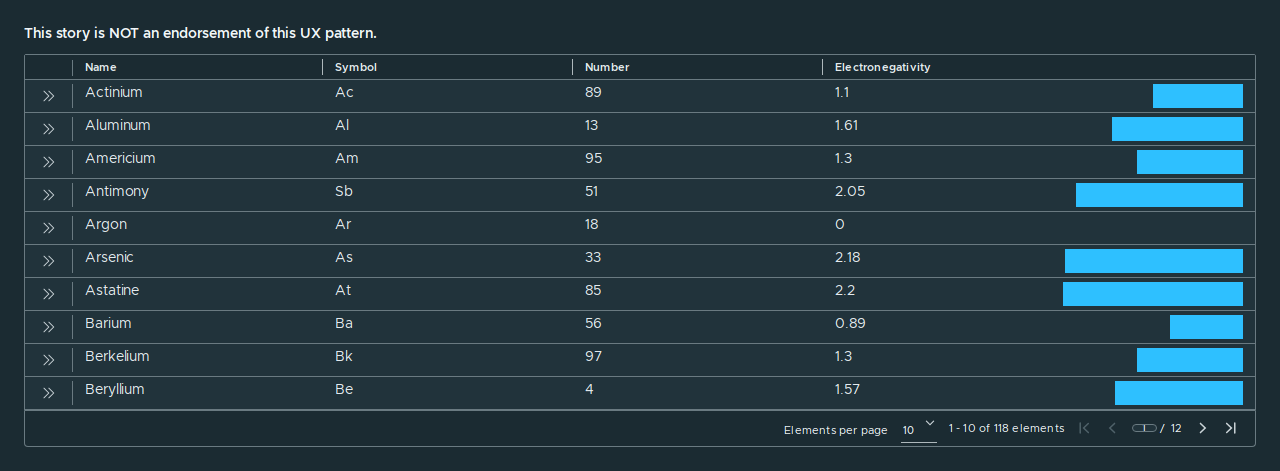 This story is NOT an endorsement of this UX pattern.
Name Symbol Number Electronegativity
Actinium Ac 89 1.1
Aluminum Al 13 1.61
Americium Am 95 1.3
Antimony Sb 51 2.05
Argon Ar 18 0
Arsenic As 33 2.18
Astatine At 85 2.2
Barium Ba 56 0.89
Berkelium Bk 97 1.3
Beryllium Be 4 1.57
Elements per page 10 1 - 10 of 118 elements / 12